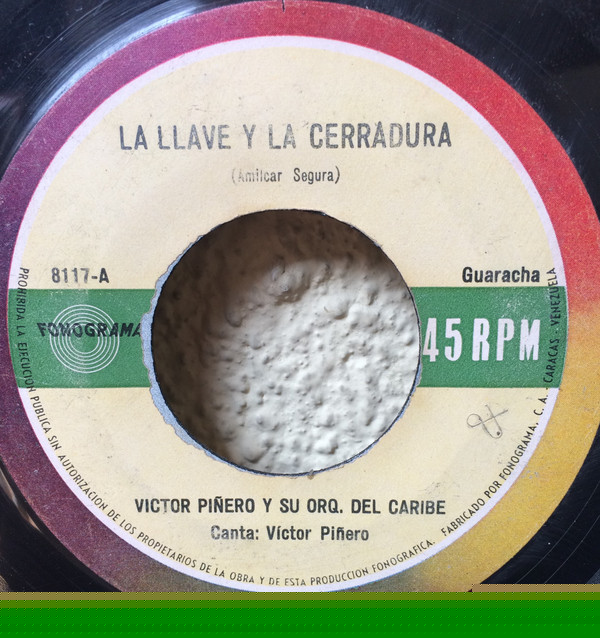 LA LLAVE Y LA CERRADURA
(Amilcar Segura)
8117-A
Guaracha
FONOGRAMA
45 RPM
VICTOR PIÑERO Y SU ORQ. DEL CARIBE
Canta: Víctor Piñero
PROHIBIDA LA EJECUCION PUBLICA SIN AUTORIZACION DE LOS PROPIETARIOS DE LA OBRA Y DE ESTA PRODUCCION FONOGRAFICA. FABRICADO POR FONOGRAMA, C. A. - CARACAS - VENEZUELA